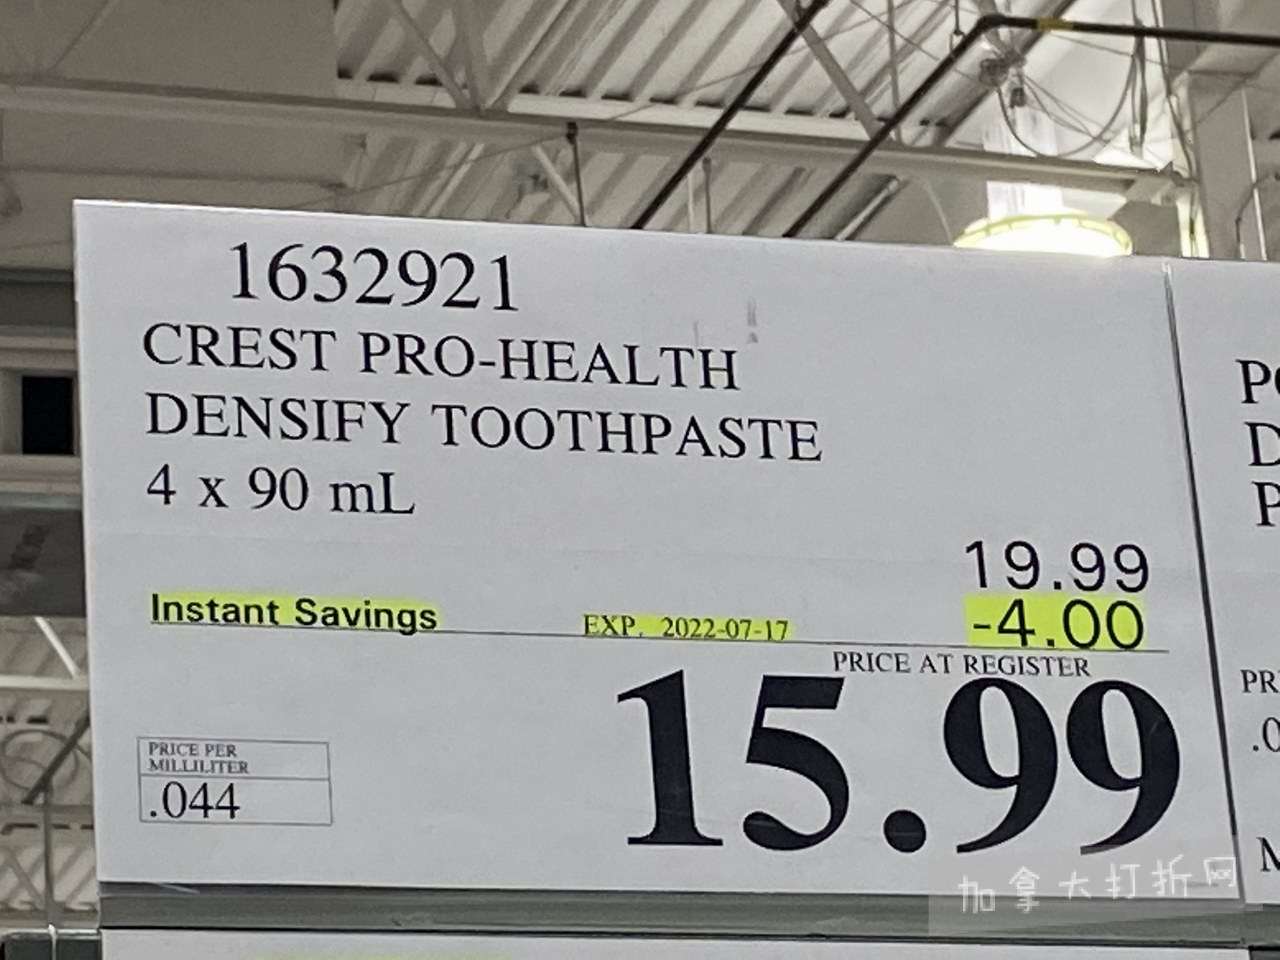 1632921
CREST PRO-HEALTH
DENSIFY TOOTHPASTE
4 x 90 mL
19.99
Instant Savings EXP. 2022-07-17 -4.00
PRICE AT REGISTER
15.99
PRICE PER
MILLILITER
.044
加拿大打折网